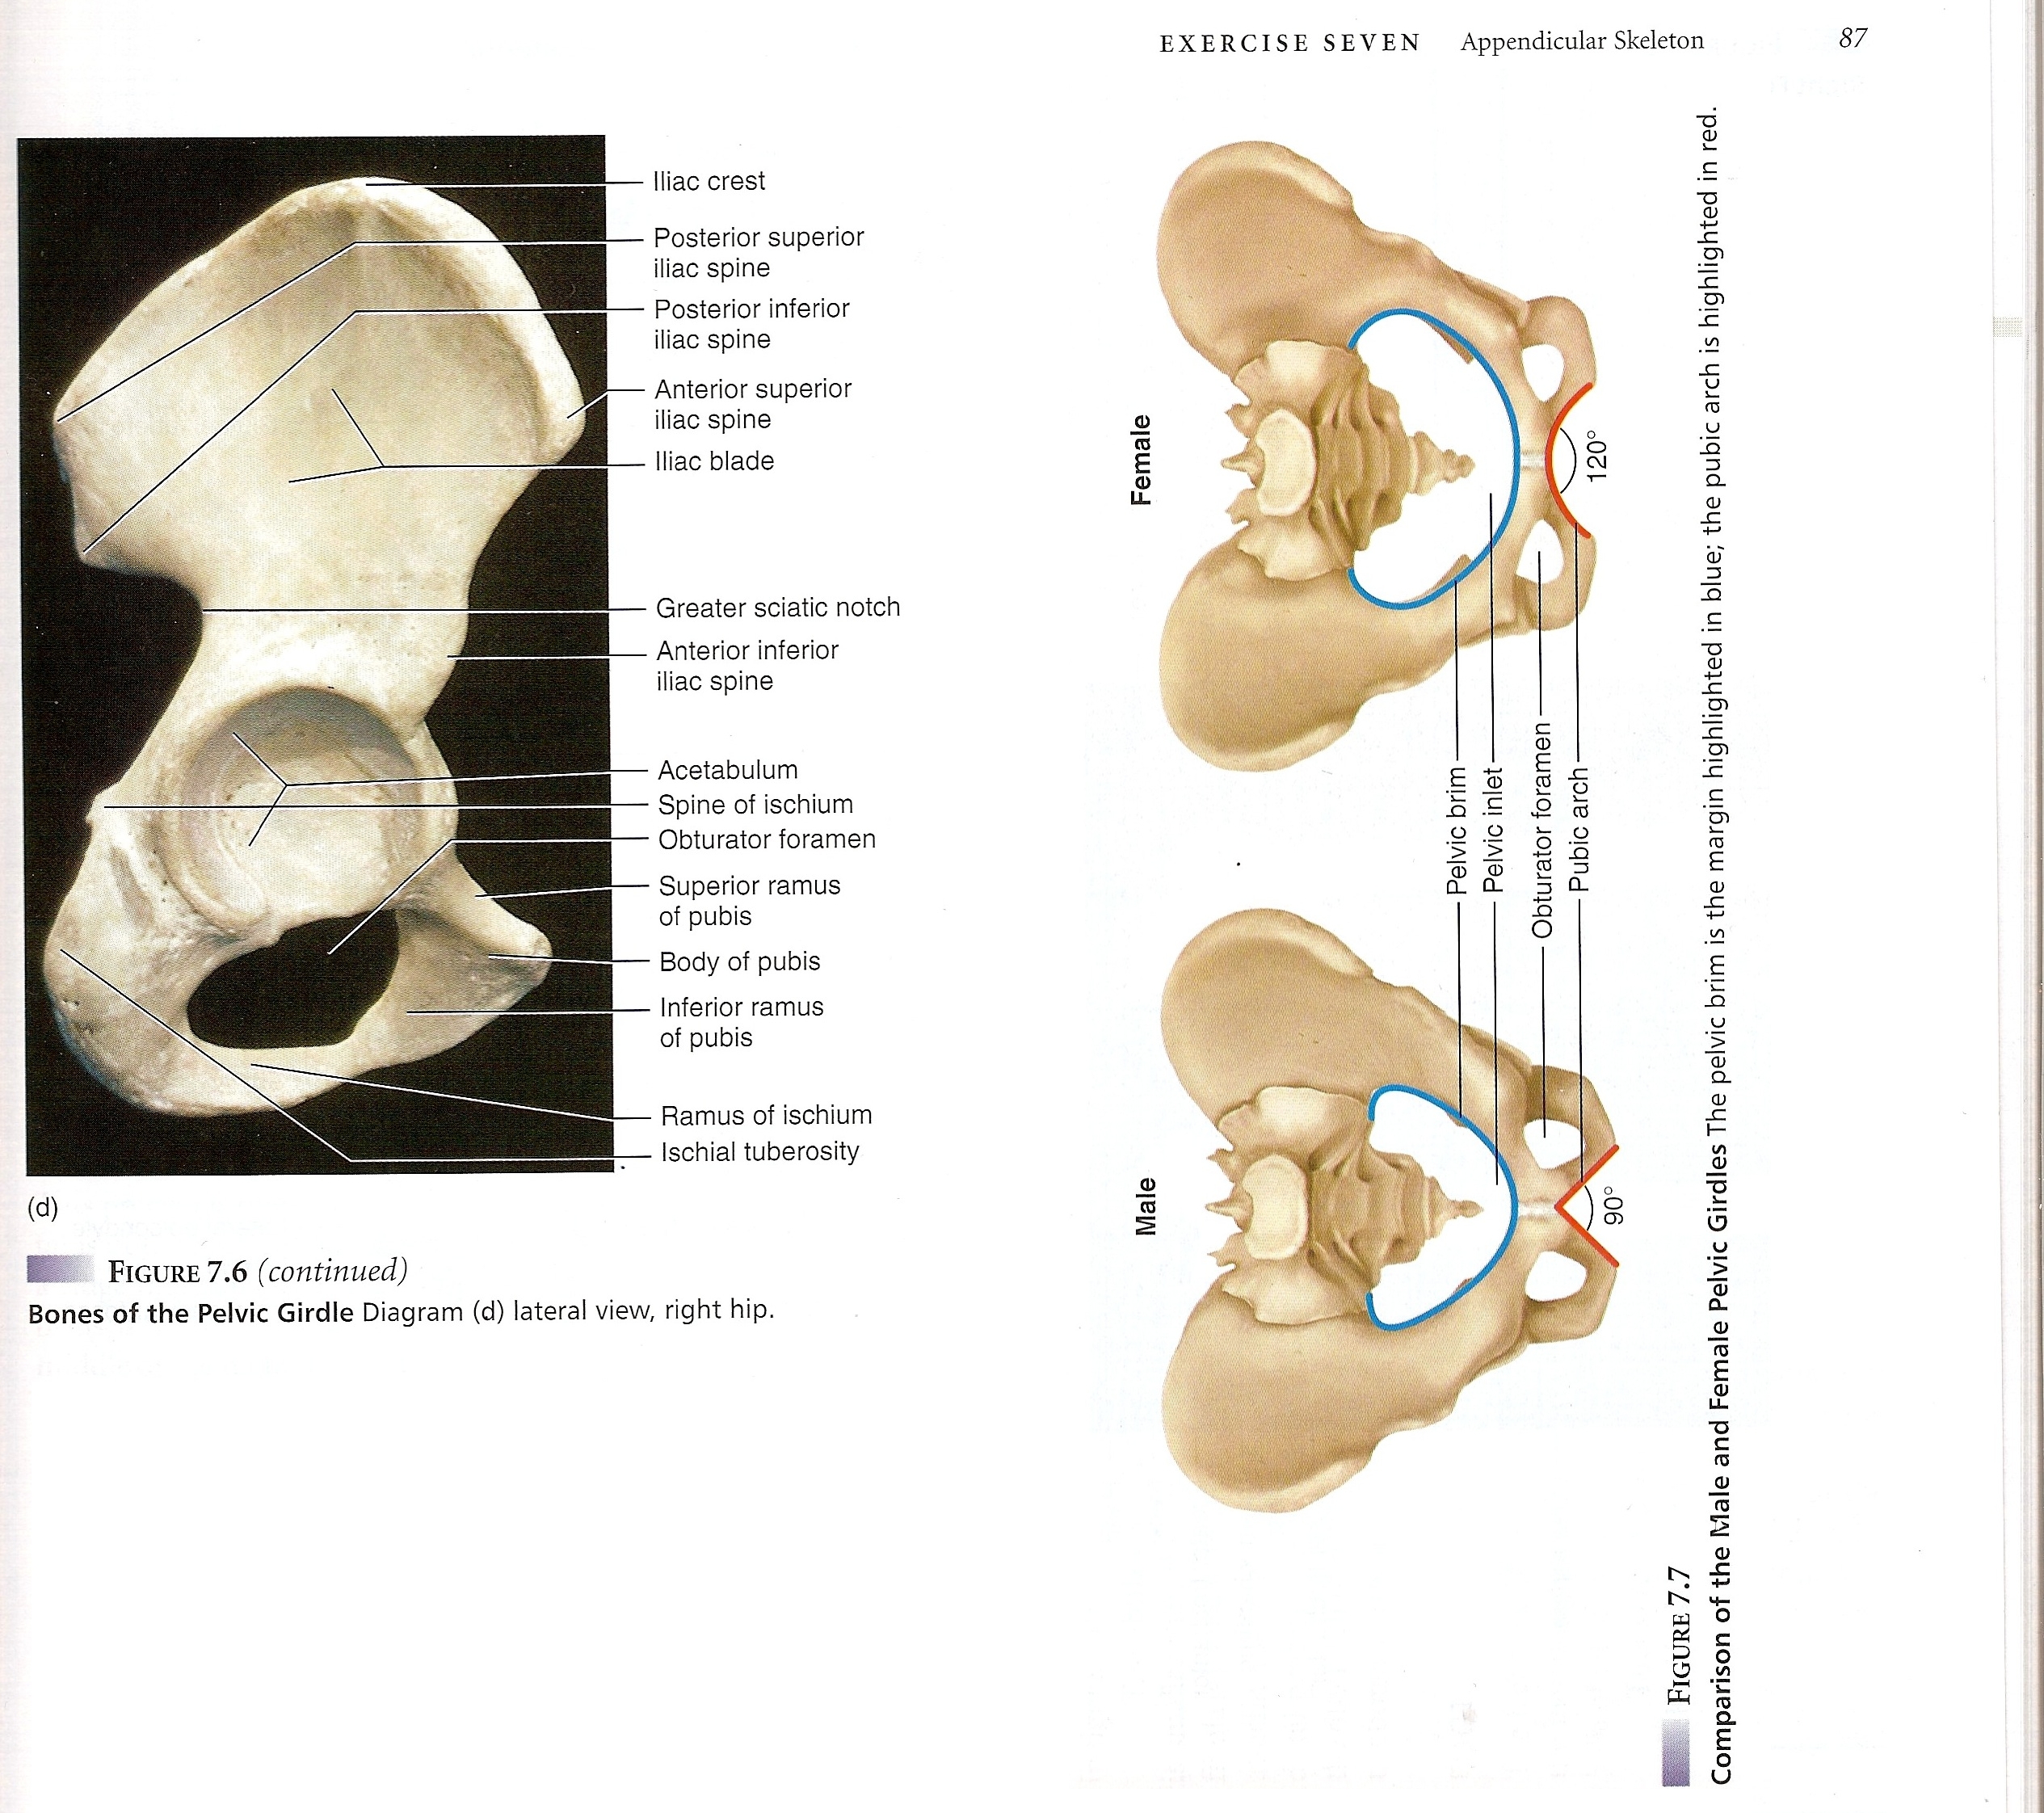 EXERCISE SEVEN Appendicular Skeleton 87
Iliac crest
Posterior superior
iliac spine
Posterior inferior
iliac spine
Anterior superior
iliac spine
Iliac blade
Greater sciatic notch
Anterior inferior
iliac spine
Acetabulum
Spine of ischium
Obturator foramen
Superior ramus
of pubis
Body of pubis
Inferior ramus
of pubis
Ramus of ischium
Ischial tuberosity
(d)
FIGURE 7.6 (continued)
Bones of the Pelvic Girdle Diagram (d) lateral view, right hip.
Male
Female
Pelvic brim
Pelvic inlet
Obturator foramen
Pubic arch
90°
120°
FIGURE 7.7
Comparison of the Male and Female Pelvic Girdles The pelvic brim is the margin highlighted in blue; the pubic arch is highlighted in red.